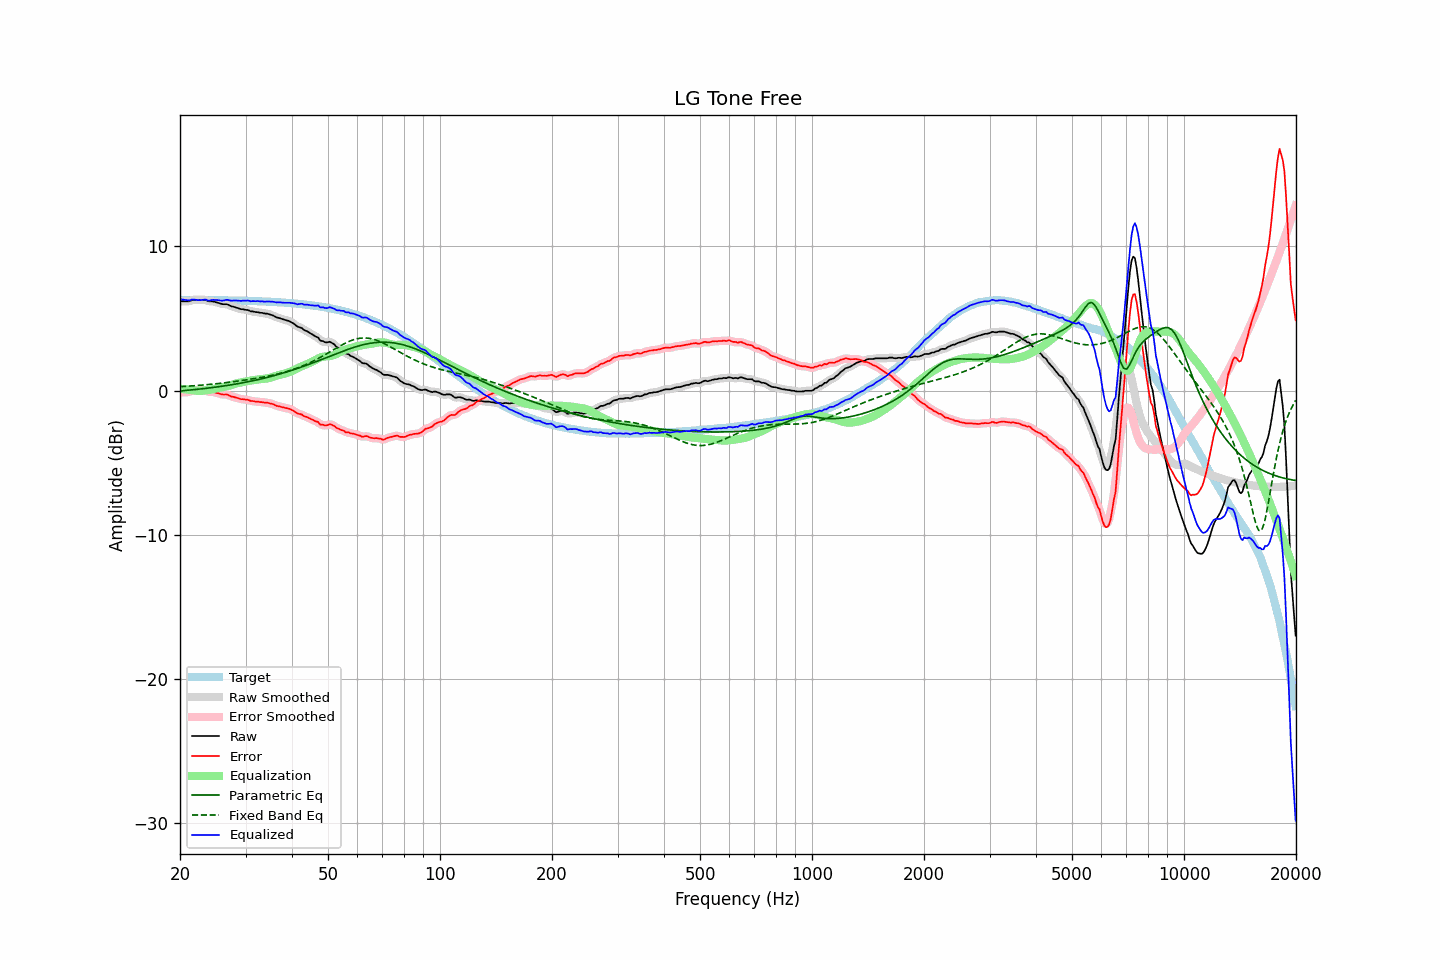 LG Tone Free
Amplitude (dBr)
10
0
−10
−20
−30
Target
Raw Smoothed
Error Smoothed
Raw
Error
Equalization
Parametric Eq
Fixed Band Eq
Equalized
20 50 100 200 500 1000 2000 5000 10000 20000
Frequency (Hz)